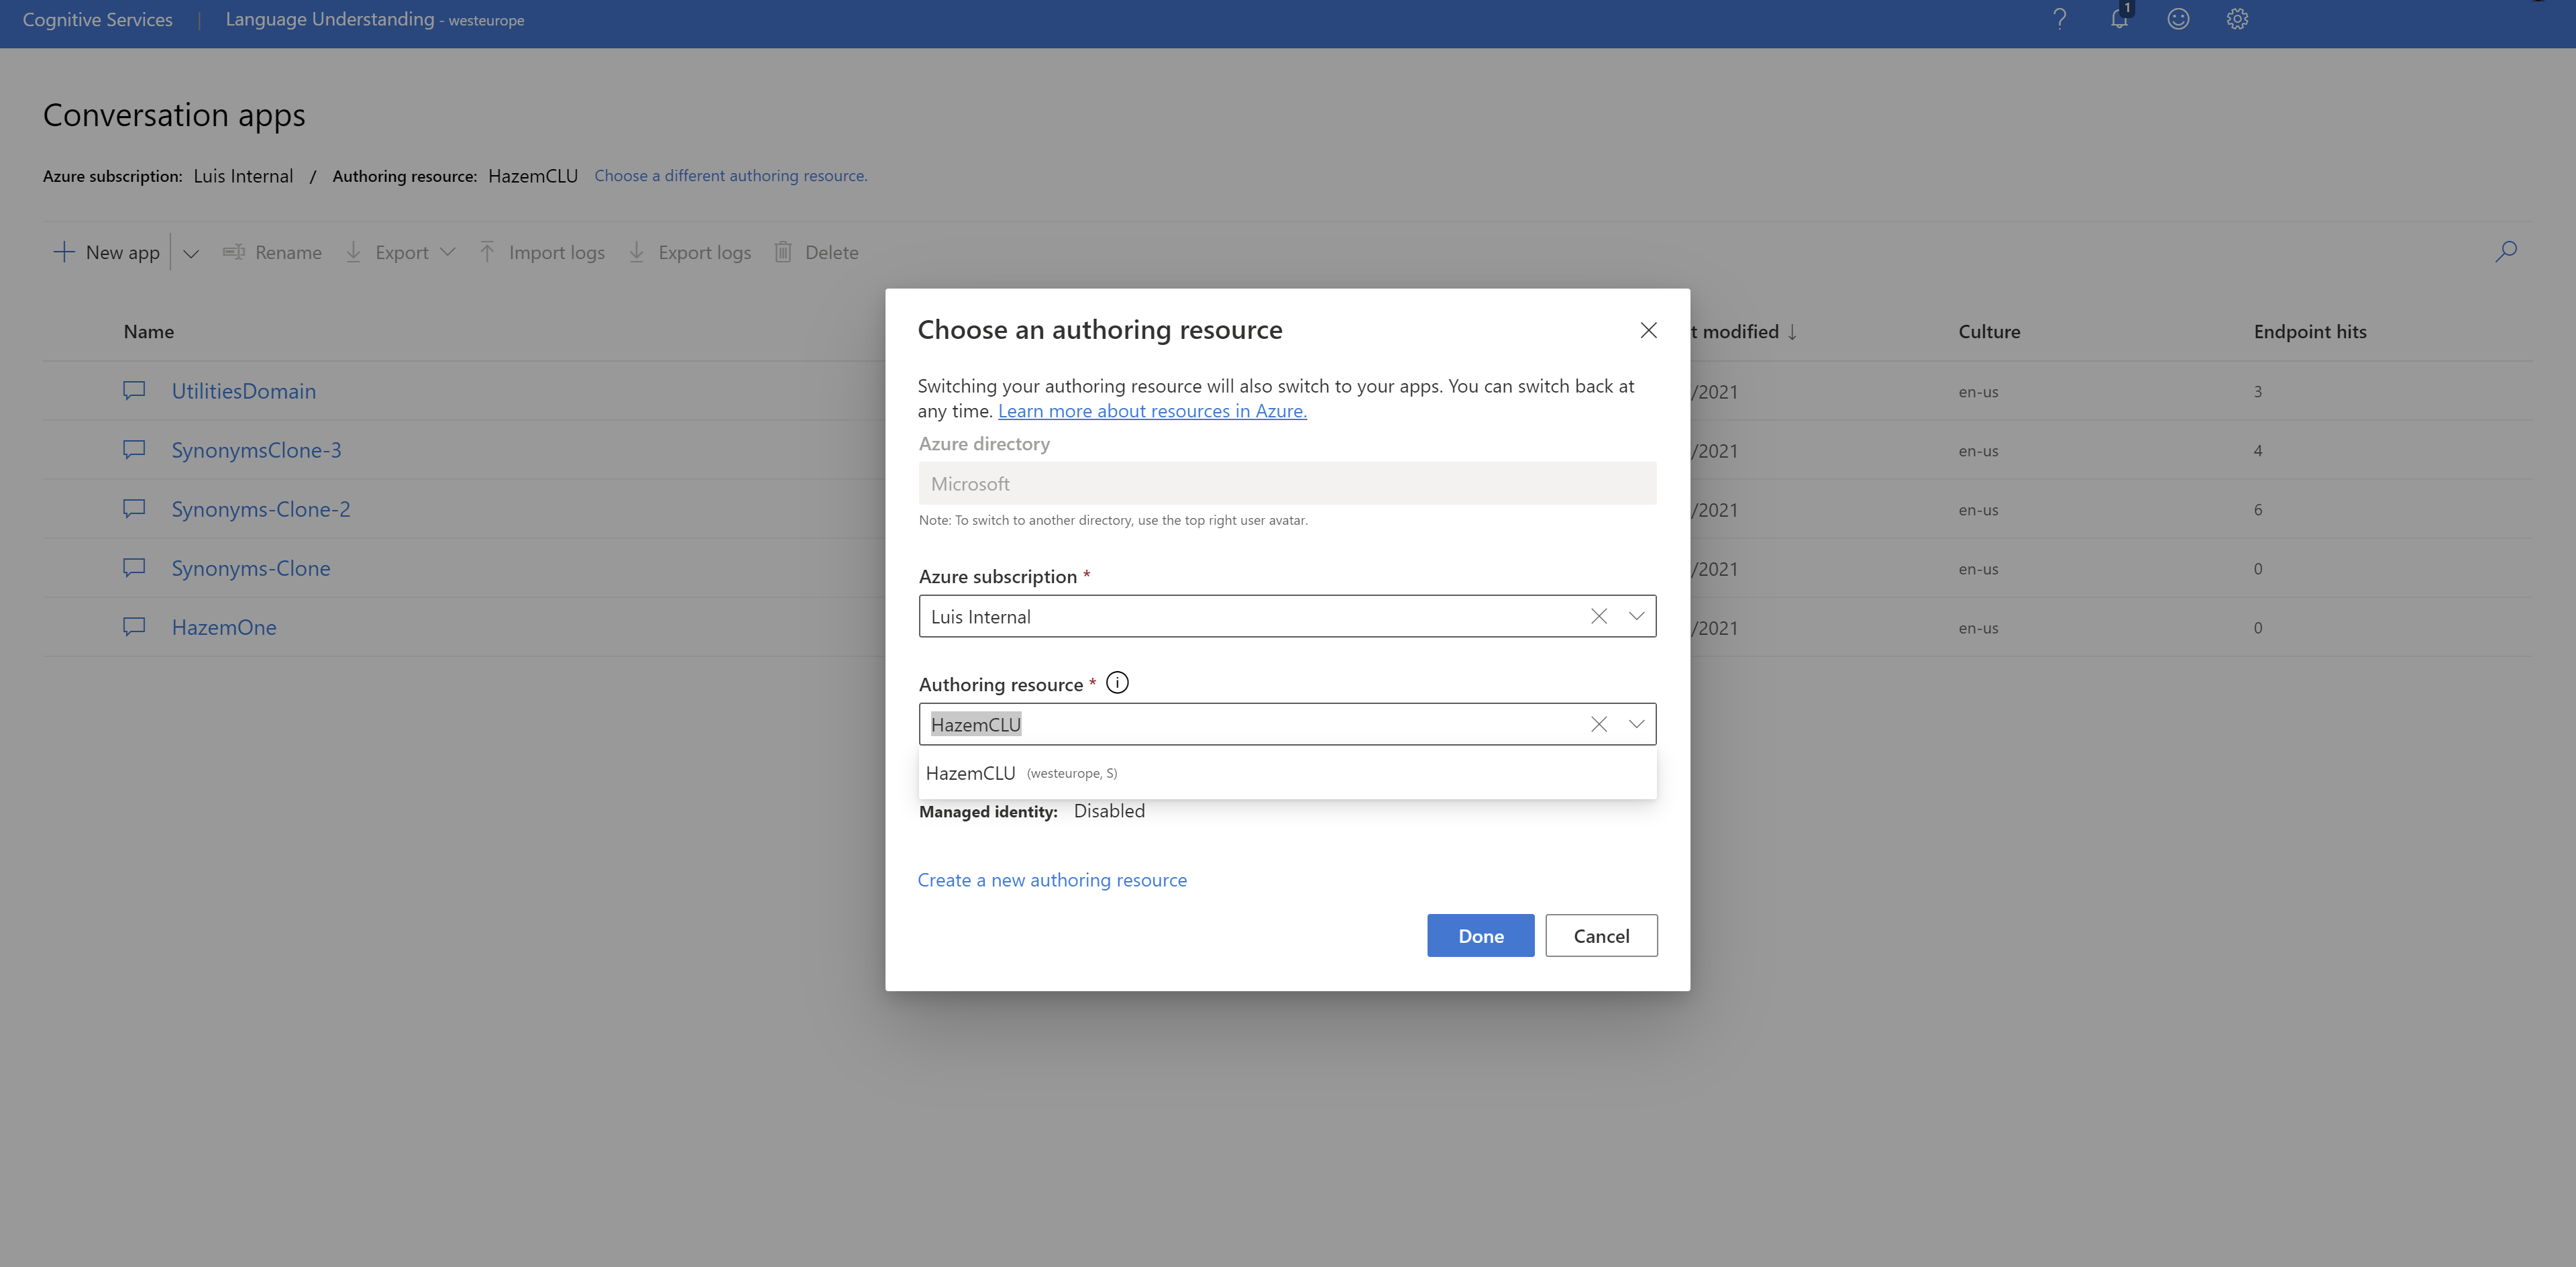 Cognitive Services | Language Understanding - westeurope
1
Conversation apps
Azure subscription: Luis Internal / Authoring resource: HazemCLU Choose a different authoring resource.
New app Rename Export Import logs Export logs Delete
Name t modified ↓ Culture Endpoint hits
UtilitiesDomain /2021 en-us 3
SynonymsClone-3 /2021 en-us 4
Synonyms-Clone-2 /2021 en-us 6
Synonyms-Clone /2021 en-us 0
HazemOne /2021 en-us 0
Choose an authoring resource
Switching your authoring resource will also switch to your apps. You can switch back at
any time. Learn more about resources in Azure.
Azure directory
Microsoft
Note: To switch to another directory, use the top right user avatar.
Azure subscription *
Luis Internal
Authoring resource *
HazemCLU
HazemCLU (westeurope, S)
Managed identity: Disabled
Create a new authoring resource
Done Cancel